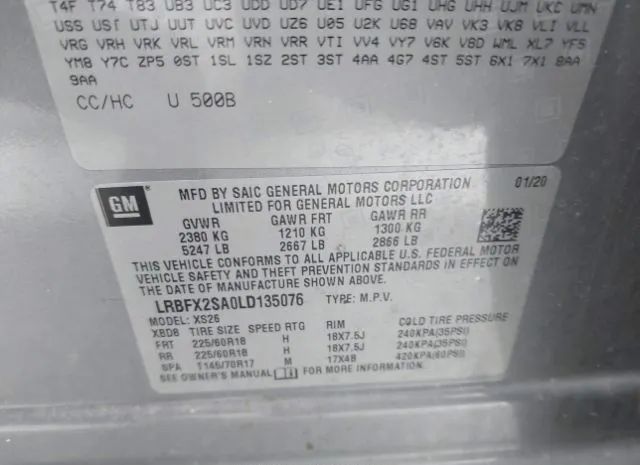 T4F T74 T83 UB3 UC3 UDD UD7 UE1 UFG UG1 UHG UHH UJM UKC UMN
USS UST UTJ UUT UVC UVD UZ6 U05 U2K U68 VAV VK3 VK8 VLI VLL
VRG VRH VRK VRL VRM VRN VRR VTI VV4 VY7 V6K V8D WML XL7 YF5
YM8 Y7C ZP5 0ST 1SL 1SZ 2ST 3ST 4AA 4G7 4ST 5ST 6X1 7X1 8AA
9AA
CC/HC U 500B
GM
MFD BY SAIC GENERAL MOTORS CORPORATION 01/20
LIMITED FOR GENERAL MOTORS LLC
GVWR GAWR FRT GAWR RR
2380 KG 1210 KG 1300 KG
5247 LB 2667 LB 2866 LB
THIS VEHICLE CONFORMS TO ALL APPLICABLE U.S. FEDERAL MOTOR
VEHICLE SAFETY AND THEFT PREVENTION STANDARDS IN EFFECT ON
THE DATE OF MANUFACTURE SHOWN ABOVE.
LRBFX2SA0LD135076 TYPE: M.P.V.
MODEL: XS26
XBD8 TIRE SIZE SPEED RTG RIM COLD TIRE PRESSURE
FRT 225/60R18 H 18X7.5J 240KPA(35PSI)
RR 225/60R18 H 18X7.5J 240KPA(35PSI)
SPA T145/70R17 M 17X4B 420KPA(60PSI)
SEE OWNER'S MANUAL FOR MORE INFORMATION.